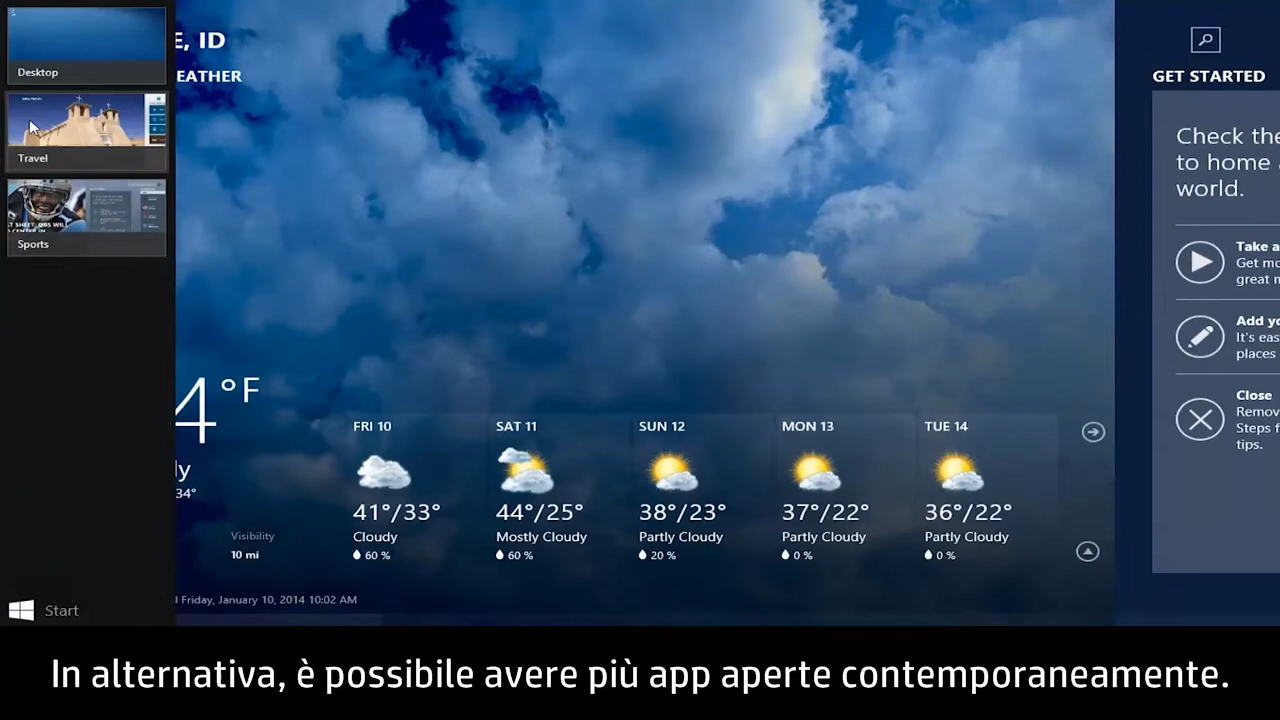 Desktop
Travel
Sports
Start
E, ID
EATHER
4°F
ly
34°
Visibility
10 mi
FRI 10
41°/33°
Cloudy
60 %
SAT 11
44°/25°
Mostly Cloudy
60 %
SUN 12
38°/23°
Partly Cloudy
20 %
MON 13
37°/22°
Partly Cloudy
0 %
TUE 14
36°/22°
Partly Cloudy
0 %
l Friday, January 10, 2014 10:02 AM
GET STARTED
Check the
to home
world.
Take a
Get mo
great m
Add yo
It's eas
places
Close
Remov
Steps f
tips.
In alternativa, è possibile avere più app aperte contemporaneamente.